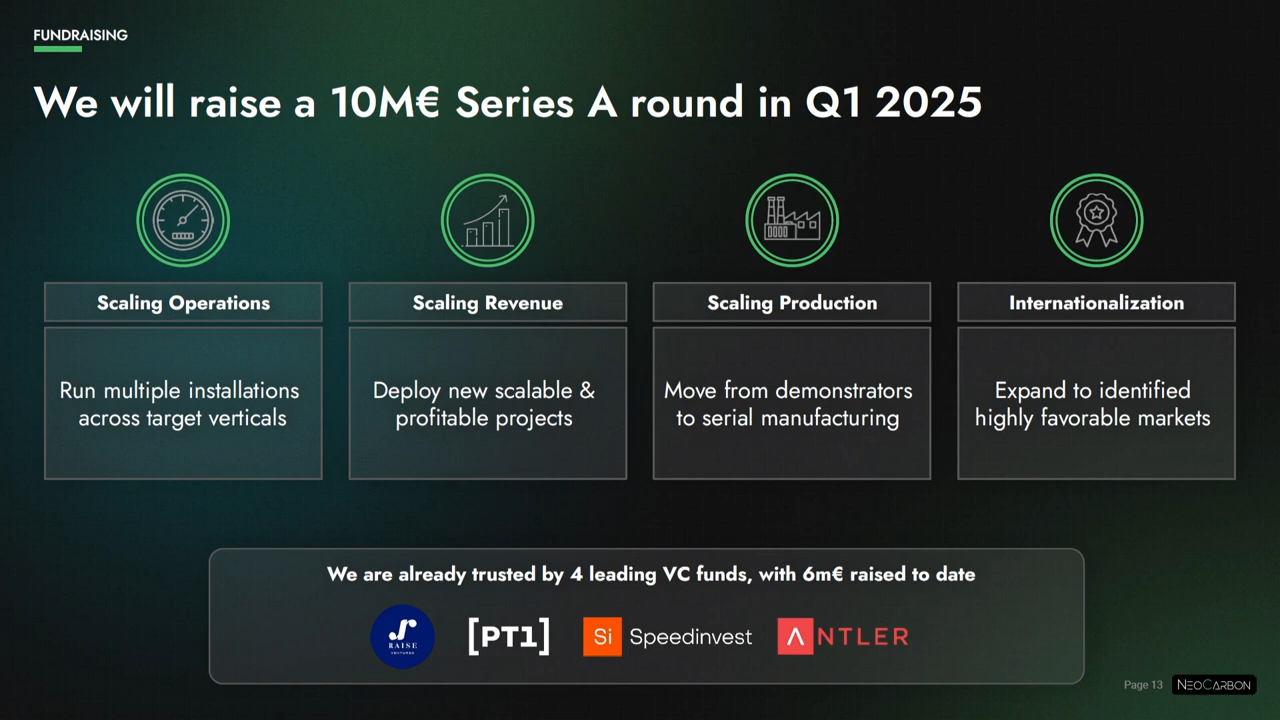 FUNDRAISING
We will raise a 10M€ Series A round in Q1 2025
Scaling Operations
Run multiple installations
across target verticals
Scaling Revenue
Deploy new scalable &
profitable projects
Scaling Production
Move from demonstrators
to serial manufacturing
Internationalization
Expand to identified
highly favorable markets
We are already trusted by 4 leading VC funds, with 6m€ raised to date
RAISE
VENTURES
[PT1]
Si Speedinvest
ANTLER
Page 13
NEOCARBON